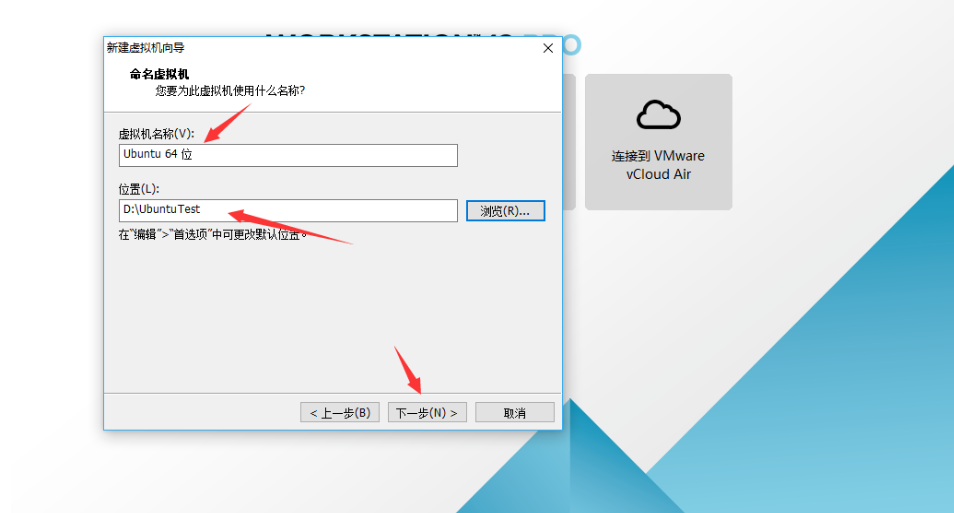 新建虚拟机向导
命名虚拟机
您要为此虚拟机使用什么名称?
虚拟机名称(V):
Ubuntu 64 位
位置(L):
D:\UbuntuTest
浏览(R)...
在"编辑">"首选项"中可更改默认位置。
< 上一步(B)
下一步(N) >
取消
连接到 VMware
vCloud Air